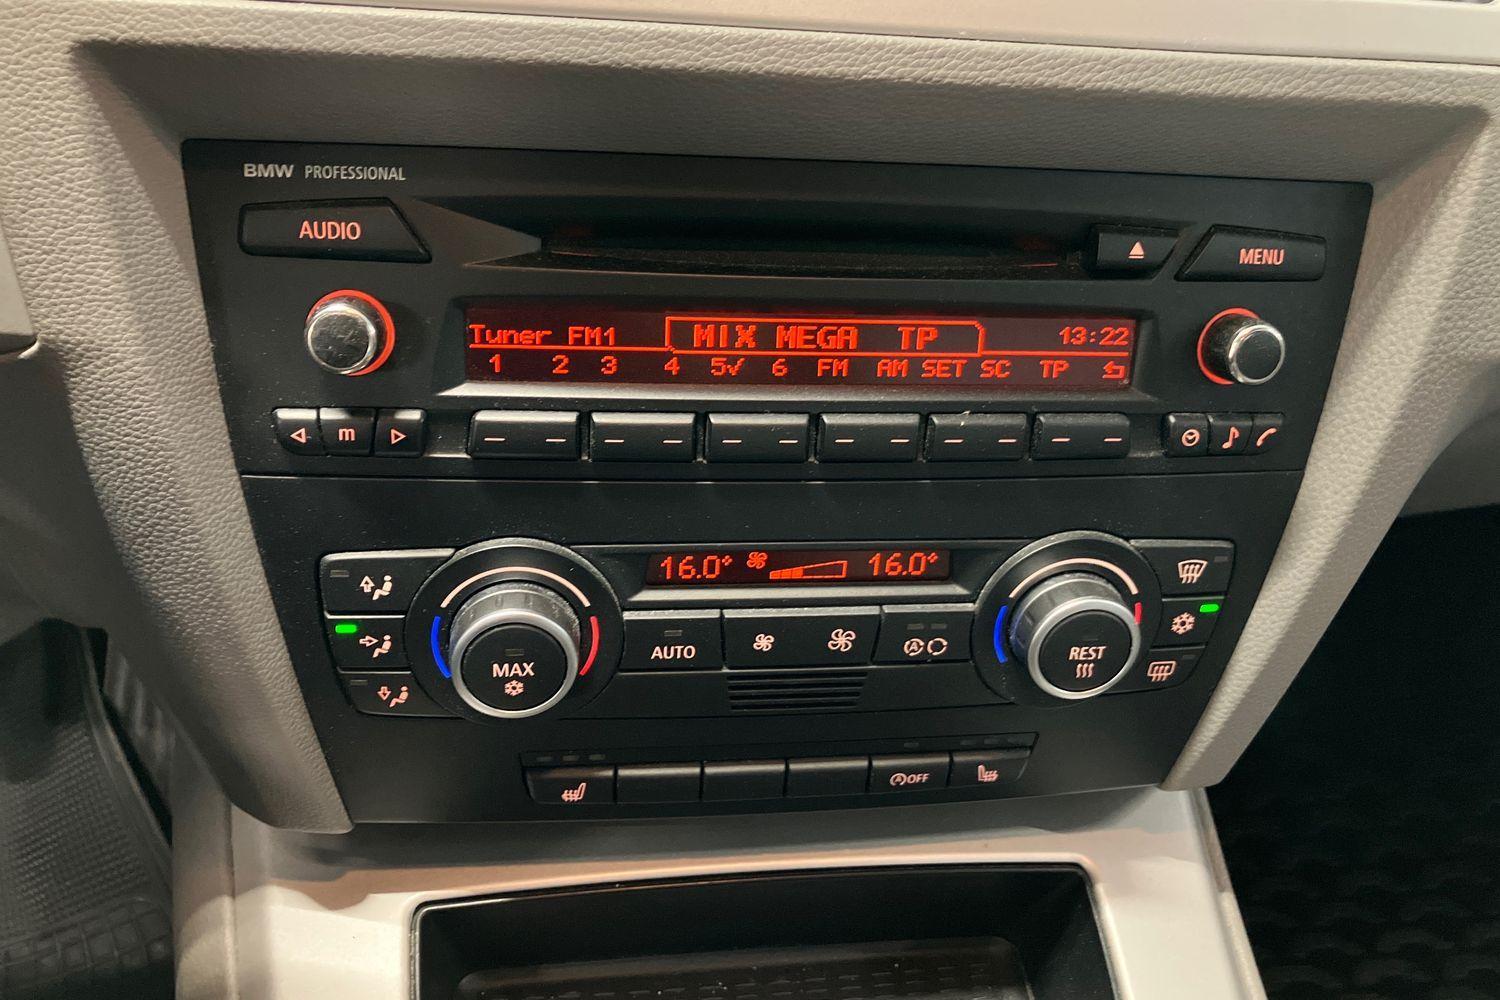 BMW PROFESSIONAL
AUDIO
MENU
Tuner FM1 MIX MEGA TP 13:22
1 2 3 4 5✓ 6 FM AM SET SC TP
m
16.0° 16.0°
MAX
AUTO
A
REST
A OFF